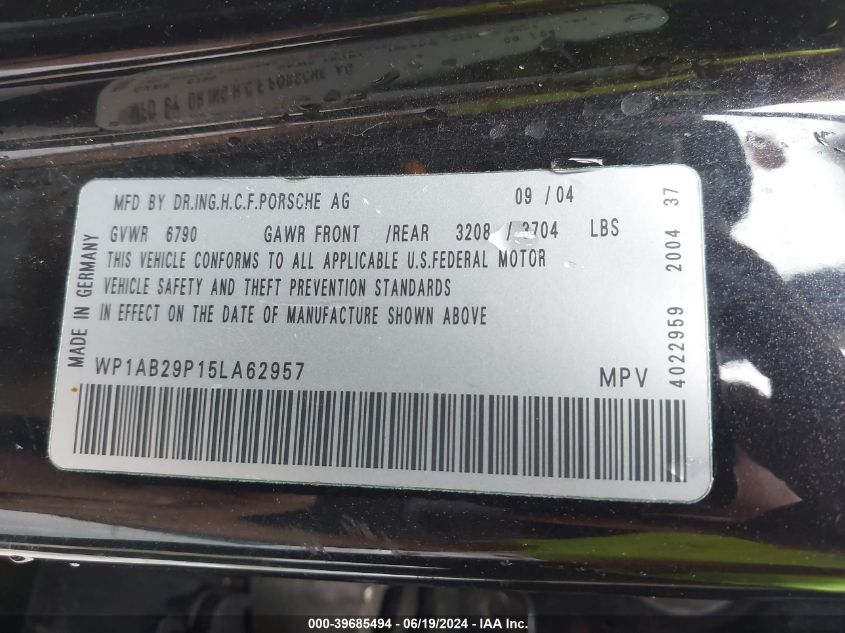 MFD BY DR.ING.H.C.F.PORSCHE AG 09 / 04
GVWR 6790 GAWR FRONT /REAR 3208 / 3704 LBS
THIS VEHICLE CONFORMS TO ALL APPLICABLE U.S.FEDERAL MOTOR
VEHICLE SAFETY AND THEFT PREVENTION STANDARDS
IN EFFECT ON THE DATE OF MANUFACTURE SHOWN ABOVE
WP1AB29P15LA62957 MPV
MADE IN GERMANY
4022959 2004 37
000-39685494 - 06/19/2024 - IAA Inc.